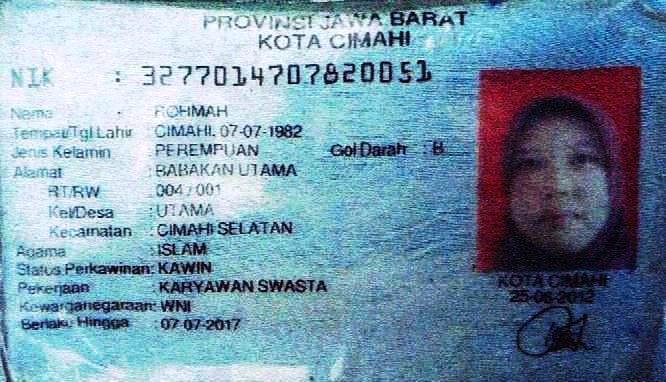 PROVINSI JAWA BARAT
KOTA CIMAHI
NIK : 3277014707820051
Nama : ROHMAH
Tempat/Tgl Lahir : CIMAHI, 07-07-1982
Jenis Kelamin : PEREMPUAN Gol Darah : B
Alamat : BABAKAN UTAMA
RT/RW : 004 / 001
Kel/Desa : UTAMA
Kecamatan : CIMAHI SELATAN
Agama : ISLAM
Status Perkawinan: KAWIN
Pekerjaan : KARYAWAN SWASTA
Kewarganegaraan: WNI
Berlaku Hingga : 07-07-2017
KOTA CIMAHI
25-06-2012